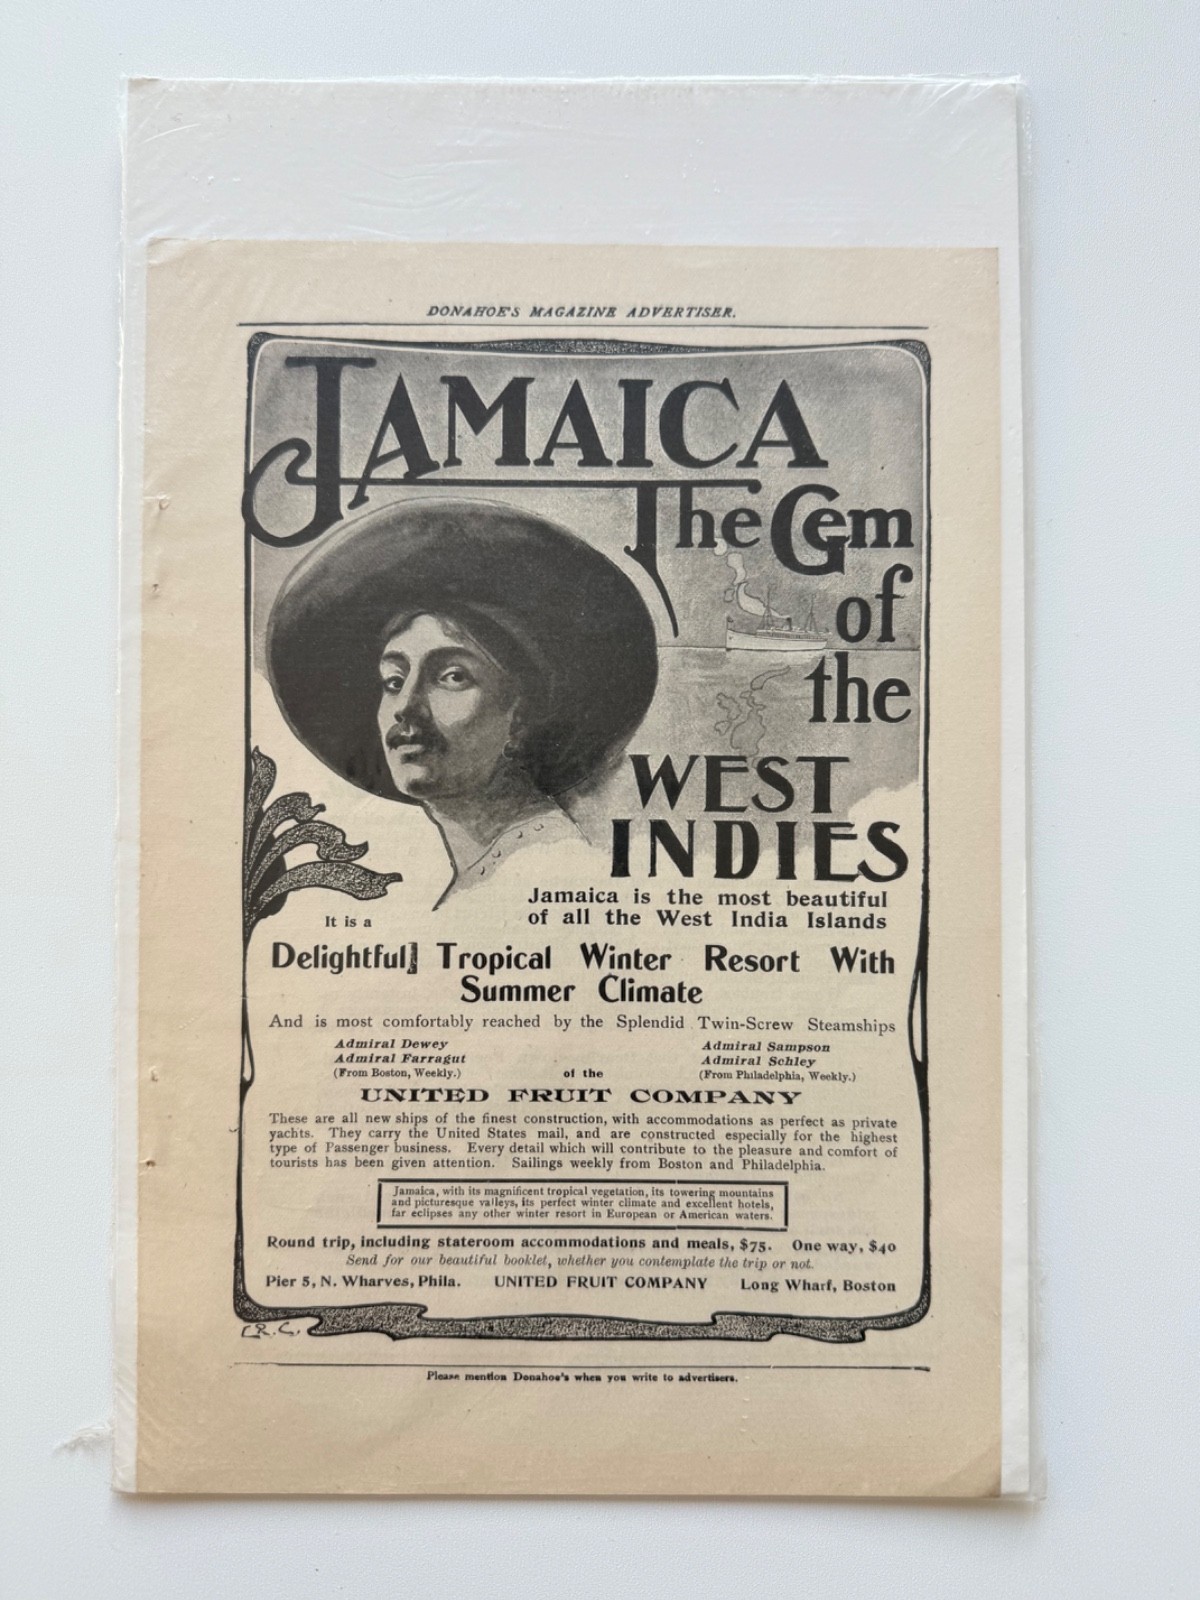 DONAHOE'S MAGAZINE ADVERTISER.
JAMAICA
The Gem
of
the
WEST
INDIES
Jamaica is the most beautiful
of all the West India Islands
It is a
Delightful] Tropical Winter Resort With
Summer Climate
And is most comfortably reached by the Splendid Twin-Screw Steamships
Admiral Dewey
Admiral Farragut
(From Boston, Weekly.)
of the
Admiral Sampson
Admiral Schley
(From Philadelphia, Weekly.)
UNITED FRUIT COMPANY
These are all new ships of the finest construction, with accommodations as perfect as private
yachts. They carry the United States mail, and are constructed especially for the highest
type of Passenger business. Every detail which will contribute to the pleasure and comfort of
tourists has been given attention. Sailings weekly from Boston and Philadelphia.
Jamaica, with its magnificent tropical vegetation, its towering mountains
and picturesque valleys, its perfect winter climate and excellent hotels,
far eclipses any other winter resort in European or American waters.
Round trip, including stateroom accommodations and meals, $75. One way, $40
Send for our beautiful booklet, whether you contemplate the trip or not.
Pier 5, N. Wharves, Phila. UNITED FRUIT COMPANY Long Wharf, Boston
Please mention Donahoe's when you write to advertisers.